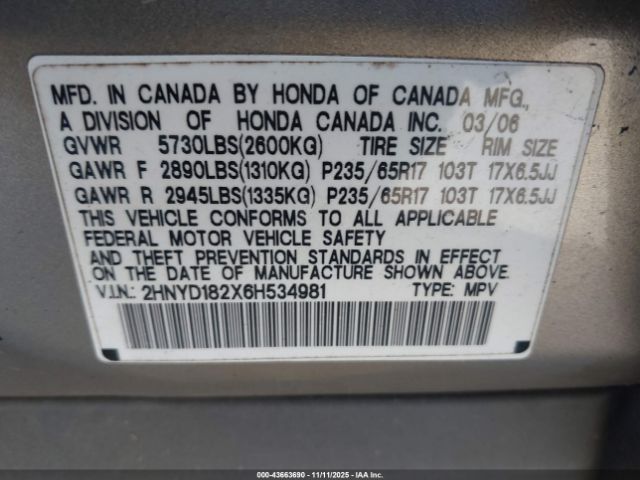 MFD. IN CANADA BY HONDA OF CANADA MFG.,
A DIVISION OF HONDA CANADA INC. 03/06
GVWR 5730LBS(2600KG) TIRE SIZE RIM SIZE
GAWR F 2890LBS(1310KG) P235/65R17 103T 17X6.5JJ
GAWR R 2945LBS(1335KG) P235/65R17 103T 17X6.5JJ
THIS VEHICLE CONFORMS TO ALL APPLICABLE
FEDERAL MOTOR VEHICLE SAFETY
AND THEFT PREVENTION STANDARDS IN EFFECT
ON THE DATE OF MANUFACTURE SHOWN ABOVE.
V.I.N.: 2HNYD182X6H534981 TYPE: MPV
000-43663690 - 11/11/2025 - IAA Inc.